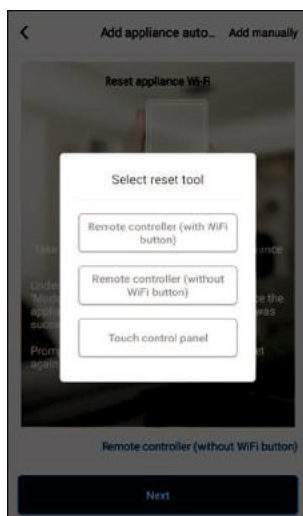 Add appliance auto... Add manually
Reset appliance Wi-Fi
Select reset tool
Remote controller (with WiFi
button)
Remote controller (without
WiFi button)
Touch control panel
Remote controller (without WiFi button)
Next